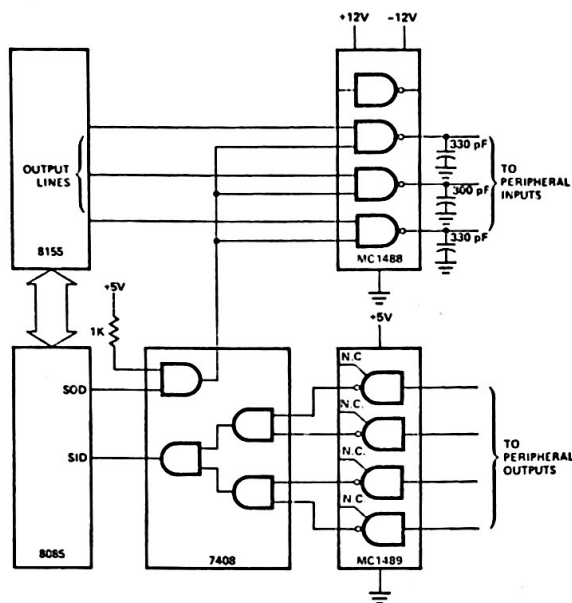 +12V
-12V
330 pF
OUTPUT
LINES
TO
PERIPHERAL
INPUTS
300 pF
330 pF
8155
MC1488
+5V
+5V
1K
SOD
N.C
N.C.
SID
N.C.
TO
PERIPHERAL
OUTPUTS
N.C.
8085
7408
MC1489